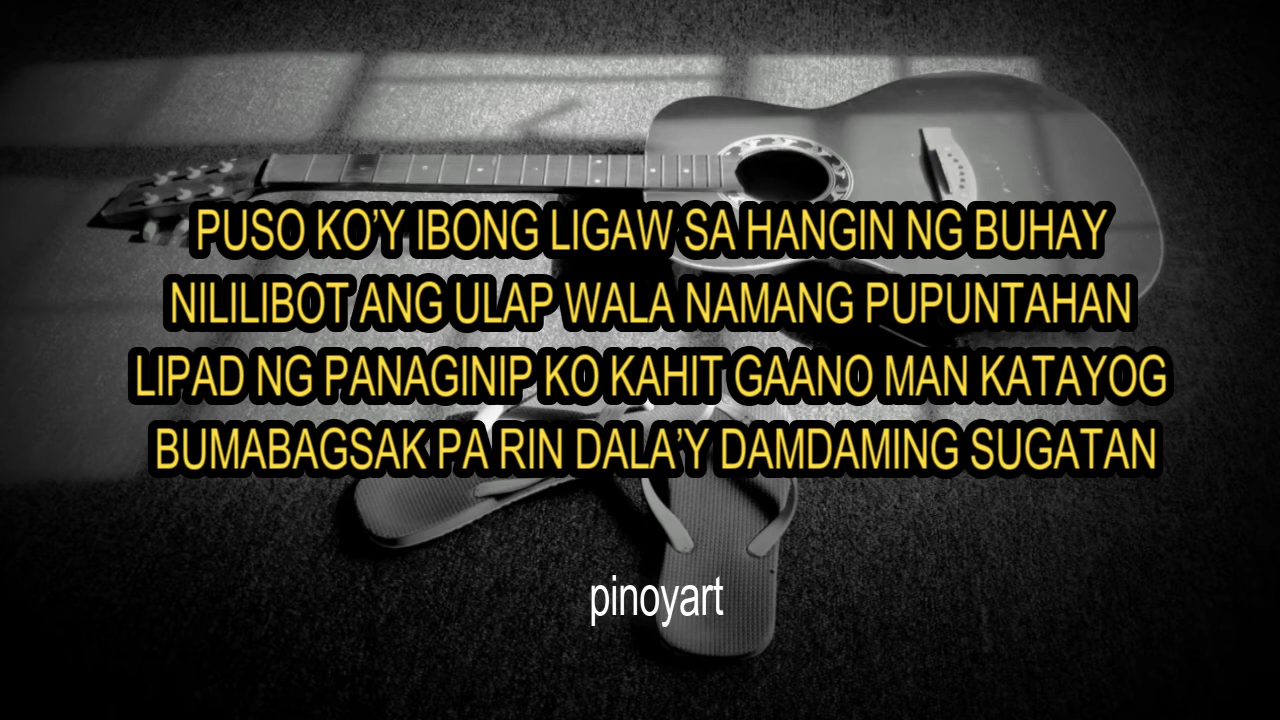 PUSO KO’Y IBONG LIGAW SA HANGIN NG BUHAY
NILILIBOT ANG ULAP WALA NAMANG PUPUNTAHAN
LIPAD NG PANAGINIP KO KAHIT GAANO MAN KATAYOG
BUMABAGSAK PA RIN DALA’Y DAMDAMING SUGATAN
pinoyart